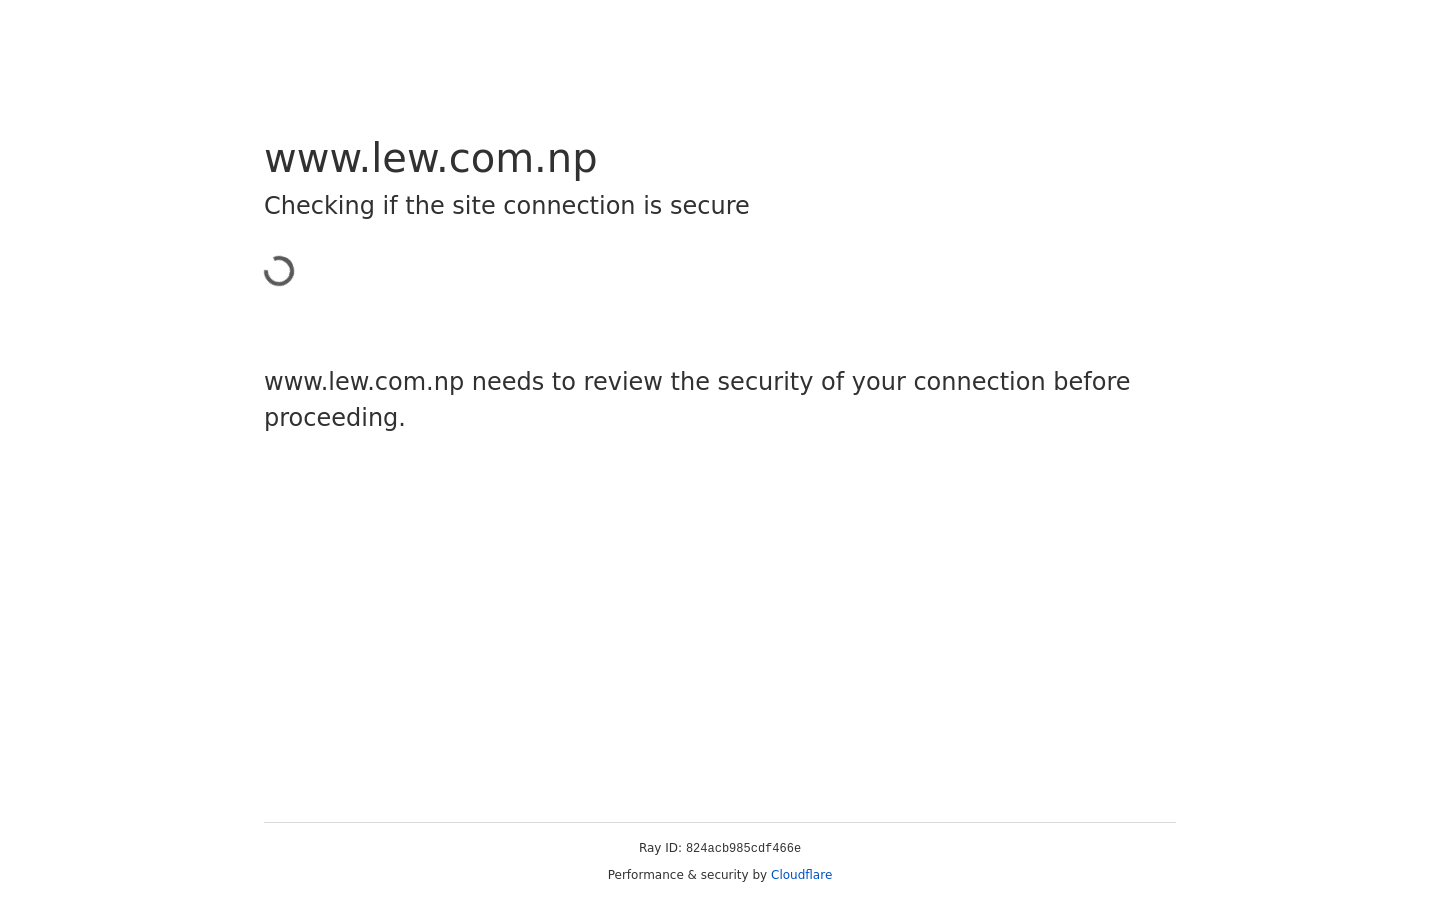 www.lew.com.np
Checking if the site connection is secure
www.lew.com.np needs to review the security of your connection before
proceeding.
Ray ID: 824acb985cdf466e
Performance & security by Cloudflare